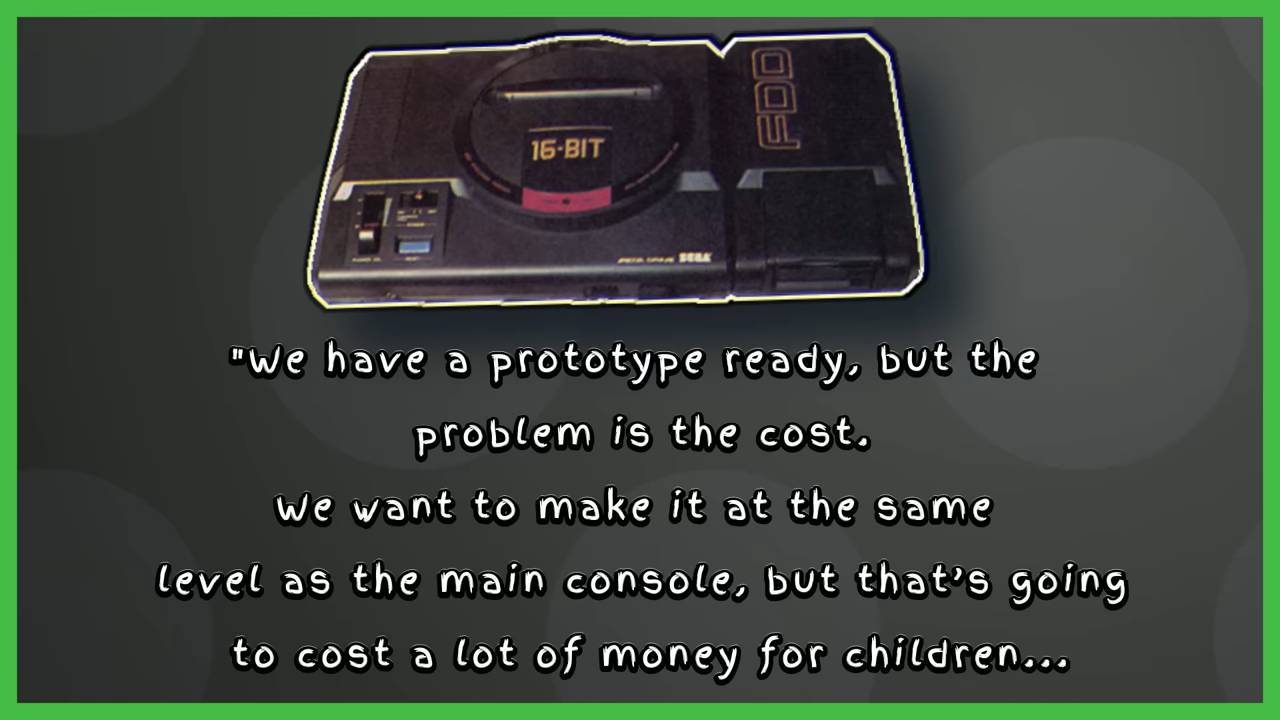 FDD
16-BIT
SEGA
"We have a prototype ready, but the
problem is the cost.
We want to make it at the same
level as the main console, but that's going
to cost a lot of money for children...